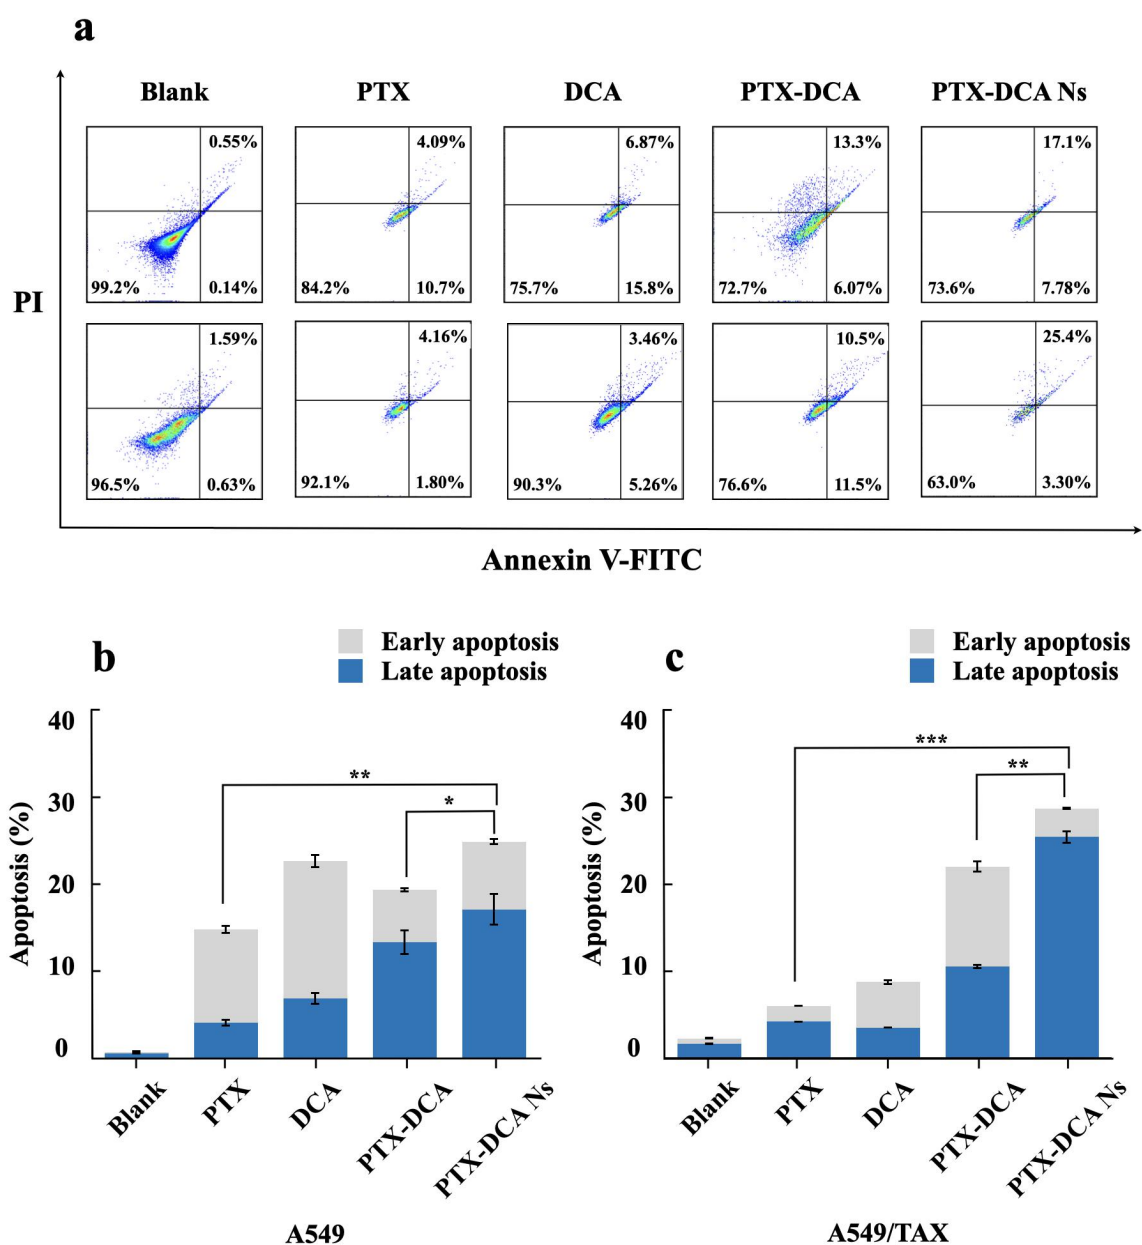 a
Blank PTX DCA PTX-DCA PTX-DCA Ns
0.55% 4.09% 6.87% 13.3% 17.1%
PI
99.2% 0.14% 84.2% 10.7% 75.7% 15.8% 72.7% 6.07% 73.6% 7.78%
1.59% 4.16% 3.46% 10.5% 25.4%
96.5% 0.63% 92.1% 1.80% 90.3% 5.26% 76.6% 11.5% 63.0% 3.30%
Annexin V-FITC
b
Early apoptosis
Late apoptosis
Apoptosis (%)
40
30
20
10
0
**
*
Blank
PTX
DCA
PTX-DCA
PTX-DCA Ns
A549
c
Early apoptosis
Late apoptosis
Apoptosis (%)
40
30
20
10
0
***
**
Blank
PTX
DCA
PTX-DCA
PTX-DCA Ns
A549/TAX